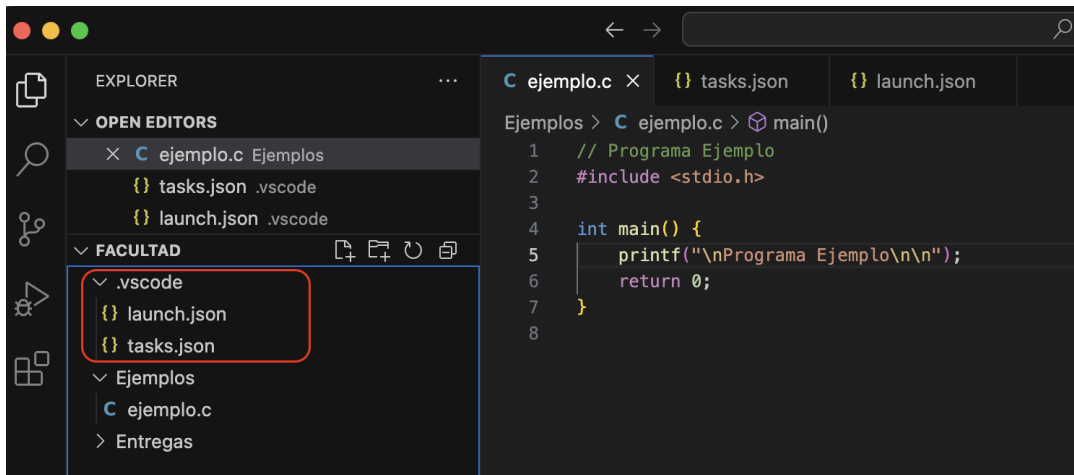 EXPLORER
OPEN EDITORS
ejemplo.c Ejemplos
{} tasks.json .vscode
{} launch.json .vscode
FACULTAD
.vscode
{} launch.json
{} tasks.json
Ejemplos
C ejemplo.c
Entregas
C ejemplo.c {} tasks.json {} launch.json
Ejemplos > C ejemplo.c > main()
1 // Programa Ejemplo
2 #include <stdio.h>
3
4 int main() {
5 printf("\nPrograma Ejemplo\n\n");
6 return 0;
7 }
8